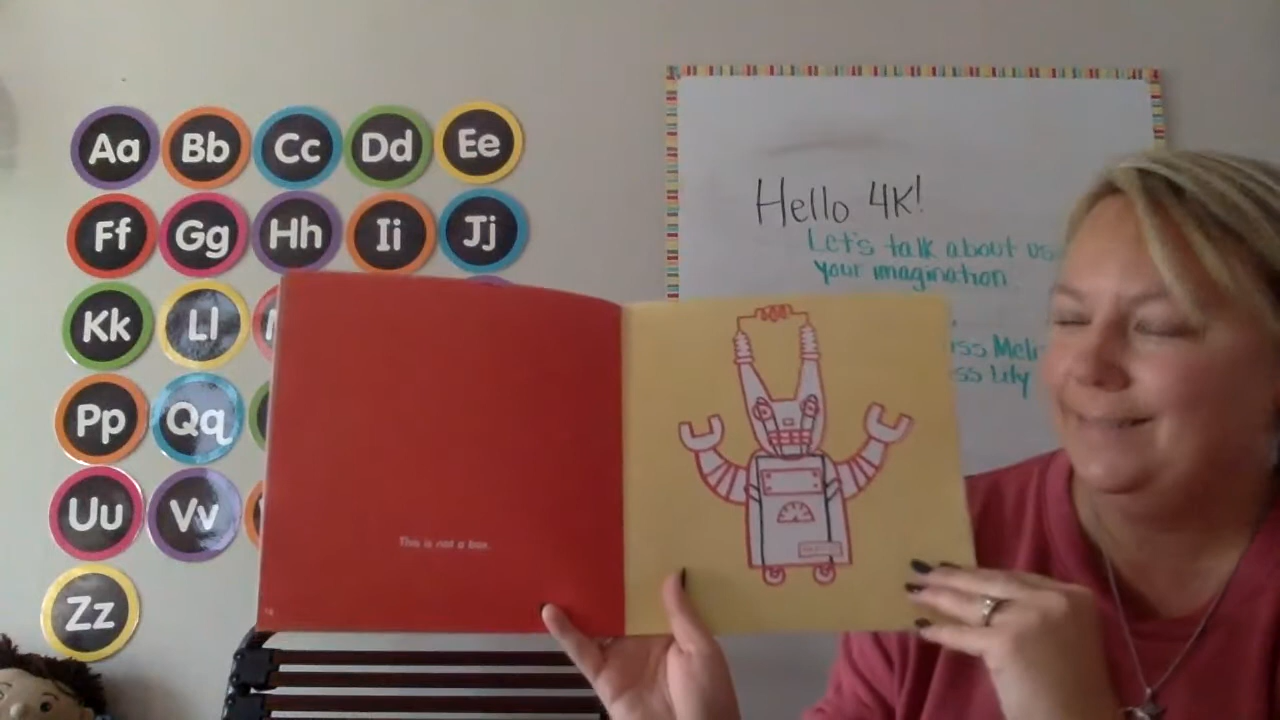 Aa Bb Cc Dd Ee
Ff Gg Hh Ii Jj
Kk Ll
Pp Qq
Uu Vv
Zz
Hello 4K!
Let's talk about
your imagination
This is not a box.